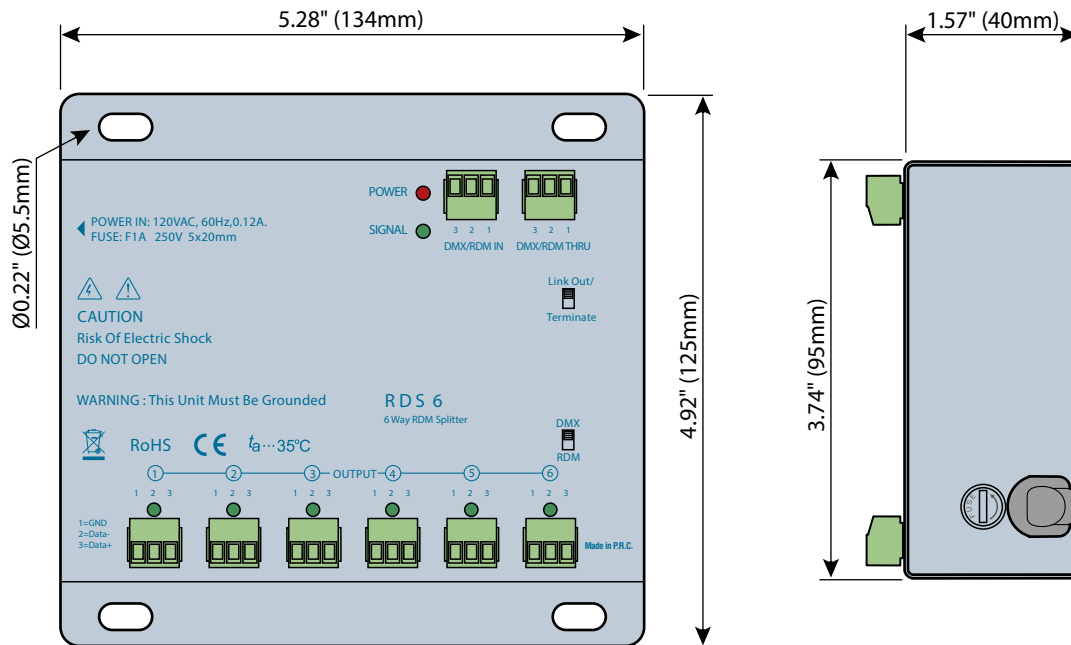 5.28" (134mm)
1.57" (40mm)
Ø0.22" (Ø5.5mm)
POWER
SIGNAL
3 2 1
DMX/RDM IN
3 2 1
DMX/RDM THRU
POWER IN: 120VAC, 60Hz,0.12A.
FUSE: F1A 250V 5x20mm
Link Out/
Terminate
CAUTION
Risk Of Electric Shock
DO NOT OPEN
WARNING : This Unit Must Be Grounded
RDS 6
6 Way RDM Splitter
DMX
RDM
RoHS CE ta···35℃
1 2 3 OUTPUT 4 5 6
1 2 3 1 2 3 1 2 3 1 2 3 1 2 3 1 2 3
1=GND
2=Data-
3=Data+
Made in P.R.C.
4.92" (125mm)
3.74" (95mm)
FUSE